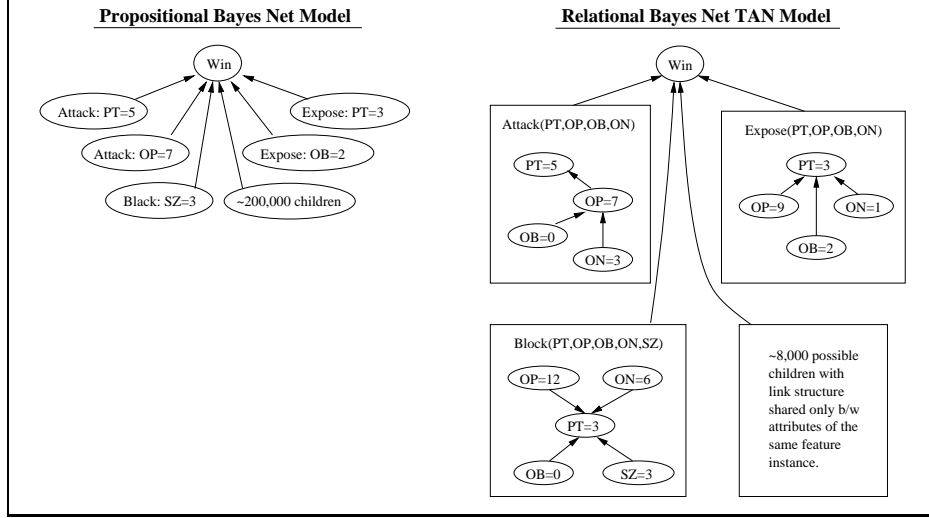 Propositional Bayes Net Model
Win
Attack: PT=5
Expose: PT=3
Attack: OP=7
Expose: OB=2
Black: SZ=3
~200,000 children
Relational Bayes Net TAN Model
Win
Attack(PT,OP,OB,ON)
PT=5
OP=7
OB=0
ON=3
Expose(PT,OP,OB,ON)
PT=3
OP=9
ON=1
OB=2
Block(PT,OP,OB,ON,SZ)
OP=12
ON=6
PT=3
OB=0
SZ=3
~8,000 possible
children with
link structure
shared only b/w
attributes of the
same feature
instance.